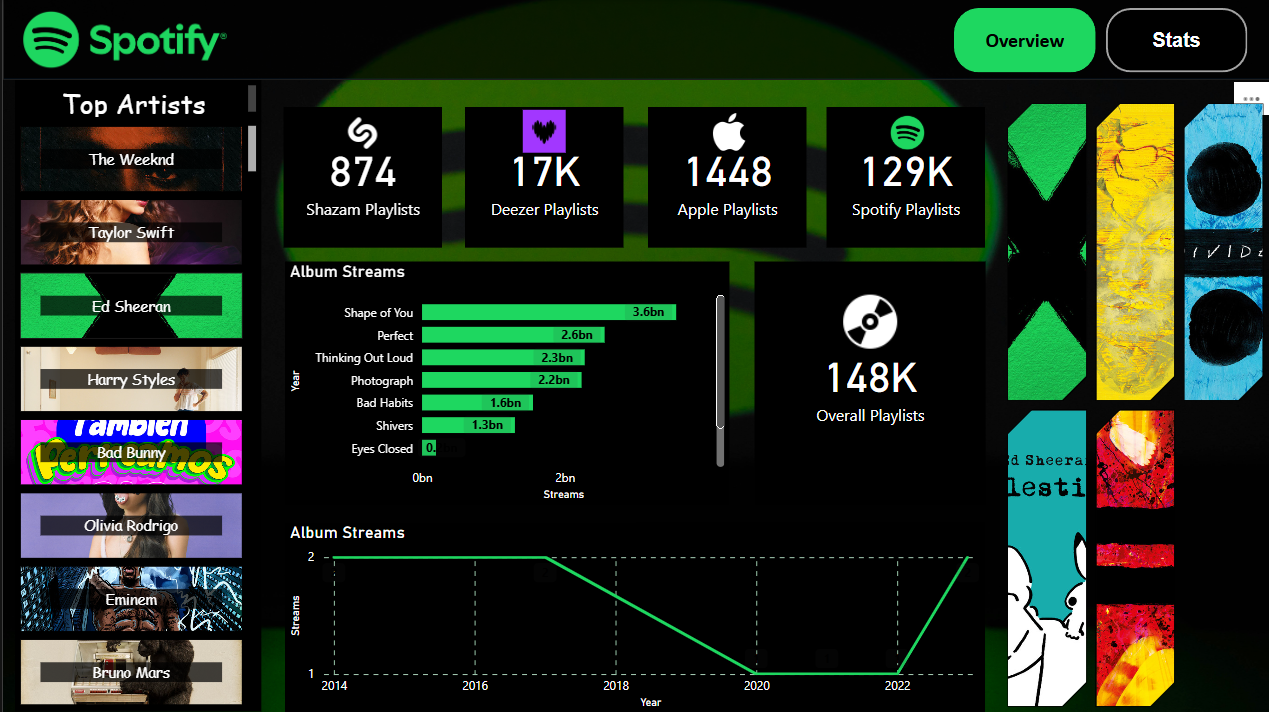 Spotify
Overview
Stats
Top Artists
The Weeknd
Taylor Swift
Ed Sheeran
Harry Styles
Bad Bunny
Olivia Rodrigo
Eminem
Bruno Mars
874
Shazam Playlists
17K
Deezer Playlists
1448
Apple Playlists
129K
Spotify Playlists
Album Streams
Year
Shape of You 3.6bn
Perfect 2.6bn
Thinking Out Loud 2.3bn
Photograph 2.2bn
Bad Habits 1.6bn
Shivers 1.3bn
Eyes Closed 0.
0bn 2bn
Streams
148K
Overall Playlists
Album Streams
Streams
2
1
2014 2016 2018 2020 2022
Year
IVID
Ed Sheera
lesti